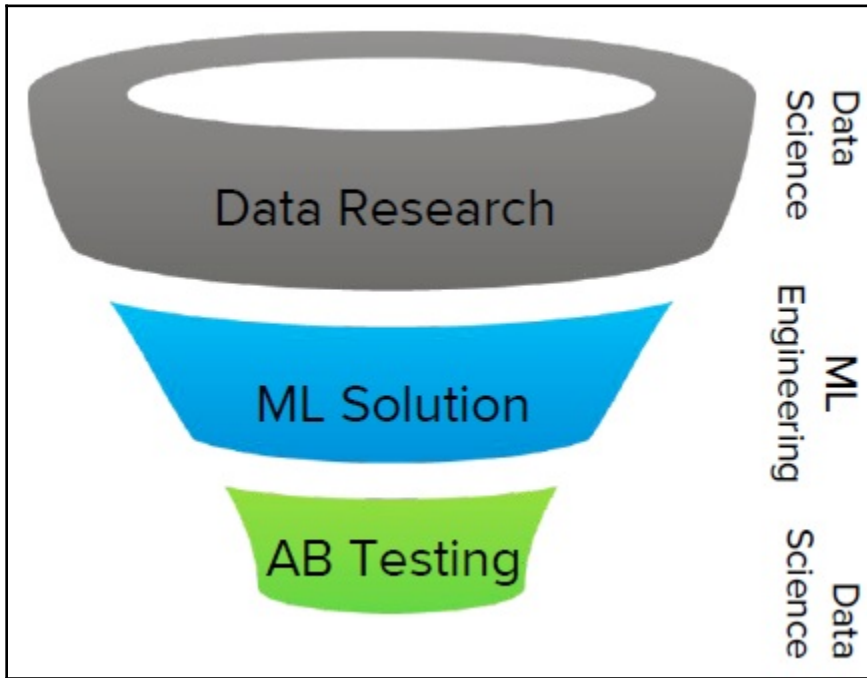 Data Research
Data
Science
ML Solution
ML
Engineering
AB Testing
Data
Science